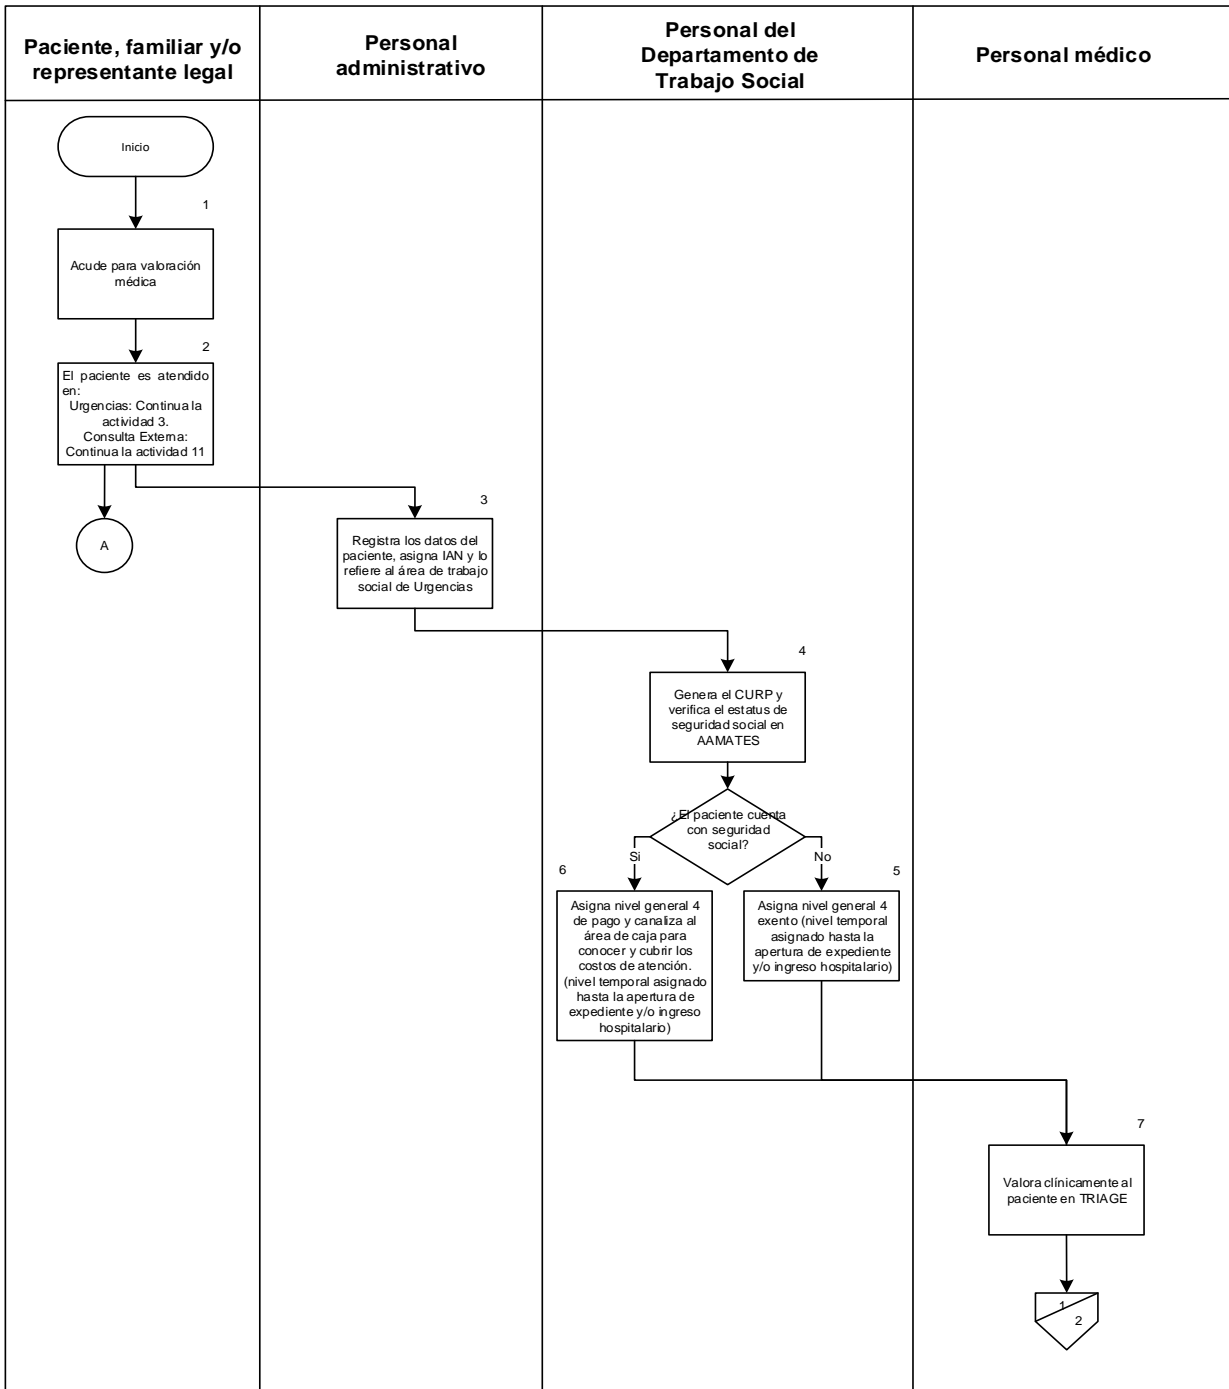 Paciente, familiar y/o
representante legal
Personal
administrativo
Personal del
Departamento de
Trabajo Social
Personal médico
Inicio
1
Acude para valoración
médica
2
El paciente es atendido
en:
Urgencias: Continua la
actividad 3.
Consulta Externa:
Continua la actividad 11
A
3
Registra los datos del
paciente, asigna IAN y lo
refiere al área de trabajo
social de Urgencias
4
Genera el CURP y
verifica el estatus de
seguridad social en
AAMATES
¿El paciente cuenta
con seguridad
social?
Si
No
6
Asigna nivel general 4
de pago y canaliza al
área de caja para
conocer y cubrir los
costos de atención.
(nivel temporal asignado
hasta la apertura de
expediente y/o ingreso
hospitalario)
5
Asigna nivel general 4
exento (nivel temporal
asignado hasta la
apertura de expediente
y/o ingreso hospitalario)
7
Valora clínicamente al
paciente en TRIAGE
1
2